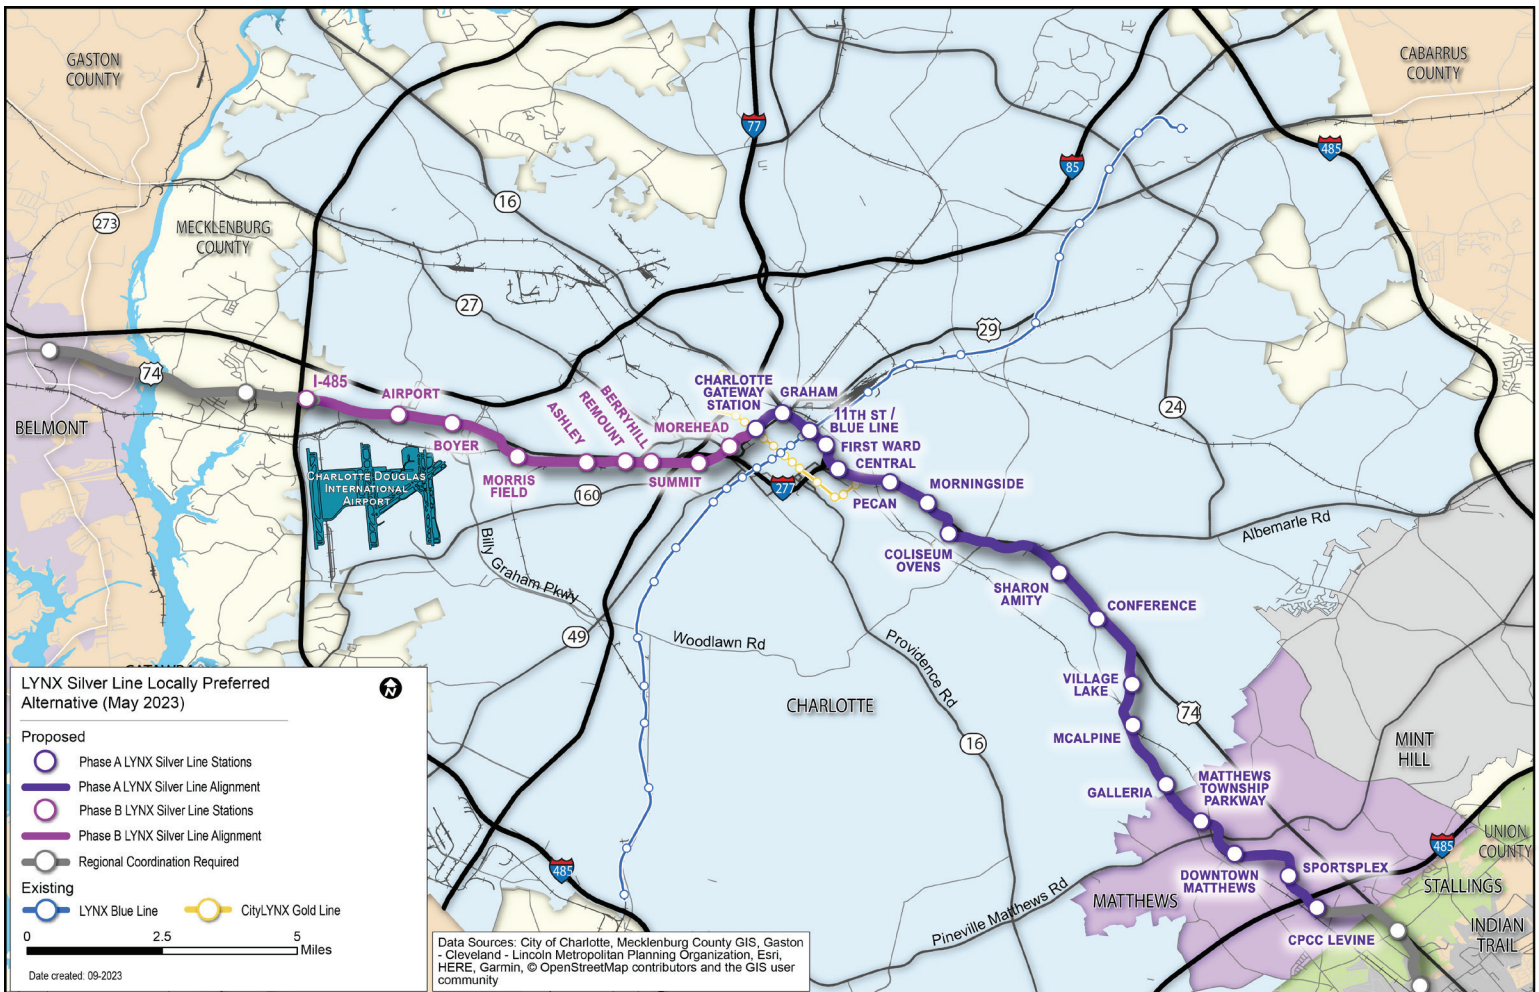 GASTON
COUNTY
CABARRUS
COUNTY
77
485
85
16
273
MECKLENBURG
COUNTY
27
29
74
I-485
AIRPORT
BOYER
MORRIS
FIELD
ASHLEY
REMOUNT
BERRYHILL
SUMMIT
MOREHEAD
CHARLOTTE
GATEWAY
STATION
GRAHAM
11TH ST /
BLUE LINE
FIRST WARD
CENTRAL
PECAN
MORNINGSIDE
COLISEUM
OVENS
24
BELMONT
CHARLOTTE DOUGLAS
INTERNATIONAL
AIRPORT
160
277
Albemarle Rd
Billy Graham Pkwy
SHARON
AMITY
CONFERENCE
49
Woodlawn Rd
Providence Rd
VILLAGE
LAKE
CHARLOTTE
74
16
MCALPINE
MINT
HILL
GALLERIA
MATTHEWS
TOWNSHIP
PARKWAY
485
UNION
COUNTY
485
DOWNTOWN
MATTHEWS
SPORTSPLEX
STALLINGS
MATTHEWS
Pineville Matthews Rd
CPCC LEVINE
INDIAN
TRAIL
LYNX Silver Line Locally Preferred
Alternative (May 2023)
N
Proposed
Phase A LYNX Silver Line Stations
Phase A LYNX Silver Line Alignment
Phase B LYNX Silver Line Stations
Phase B LYNX Silver Line Alignment
Regional Coordination Required
Existing
LYNX Blue Line
CityLYNX Gold Line
0 2.5 5
Miles
Date created: 09-2023
Data Sources: City of Charlotte, Mecklenburg County GIS, Gaston
- Cleveland - Lincoln Metropolitan Planning Organization, Esri,
HERE, Garmin, © OpenStreetMap contributors and the GIS user
community